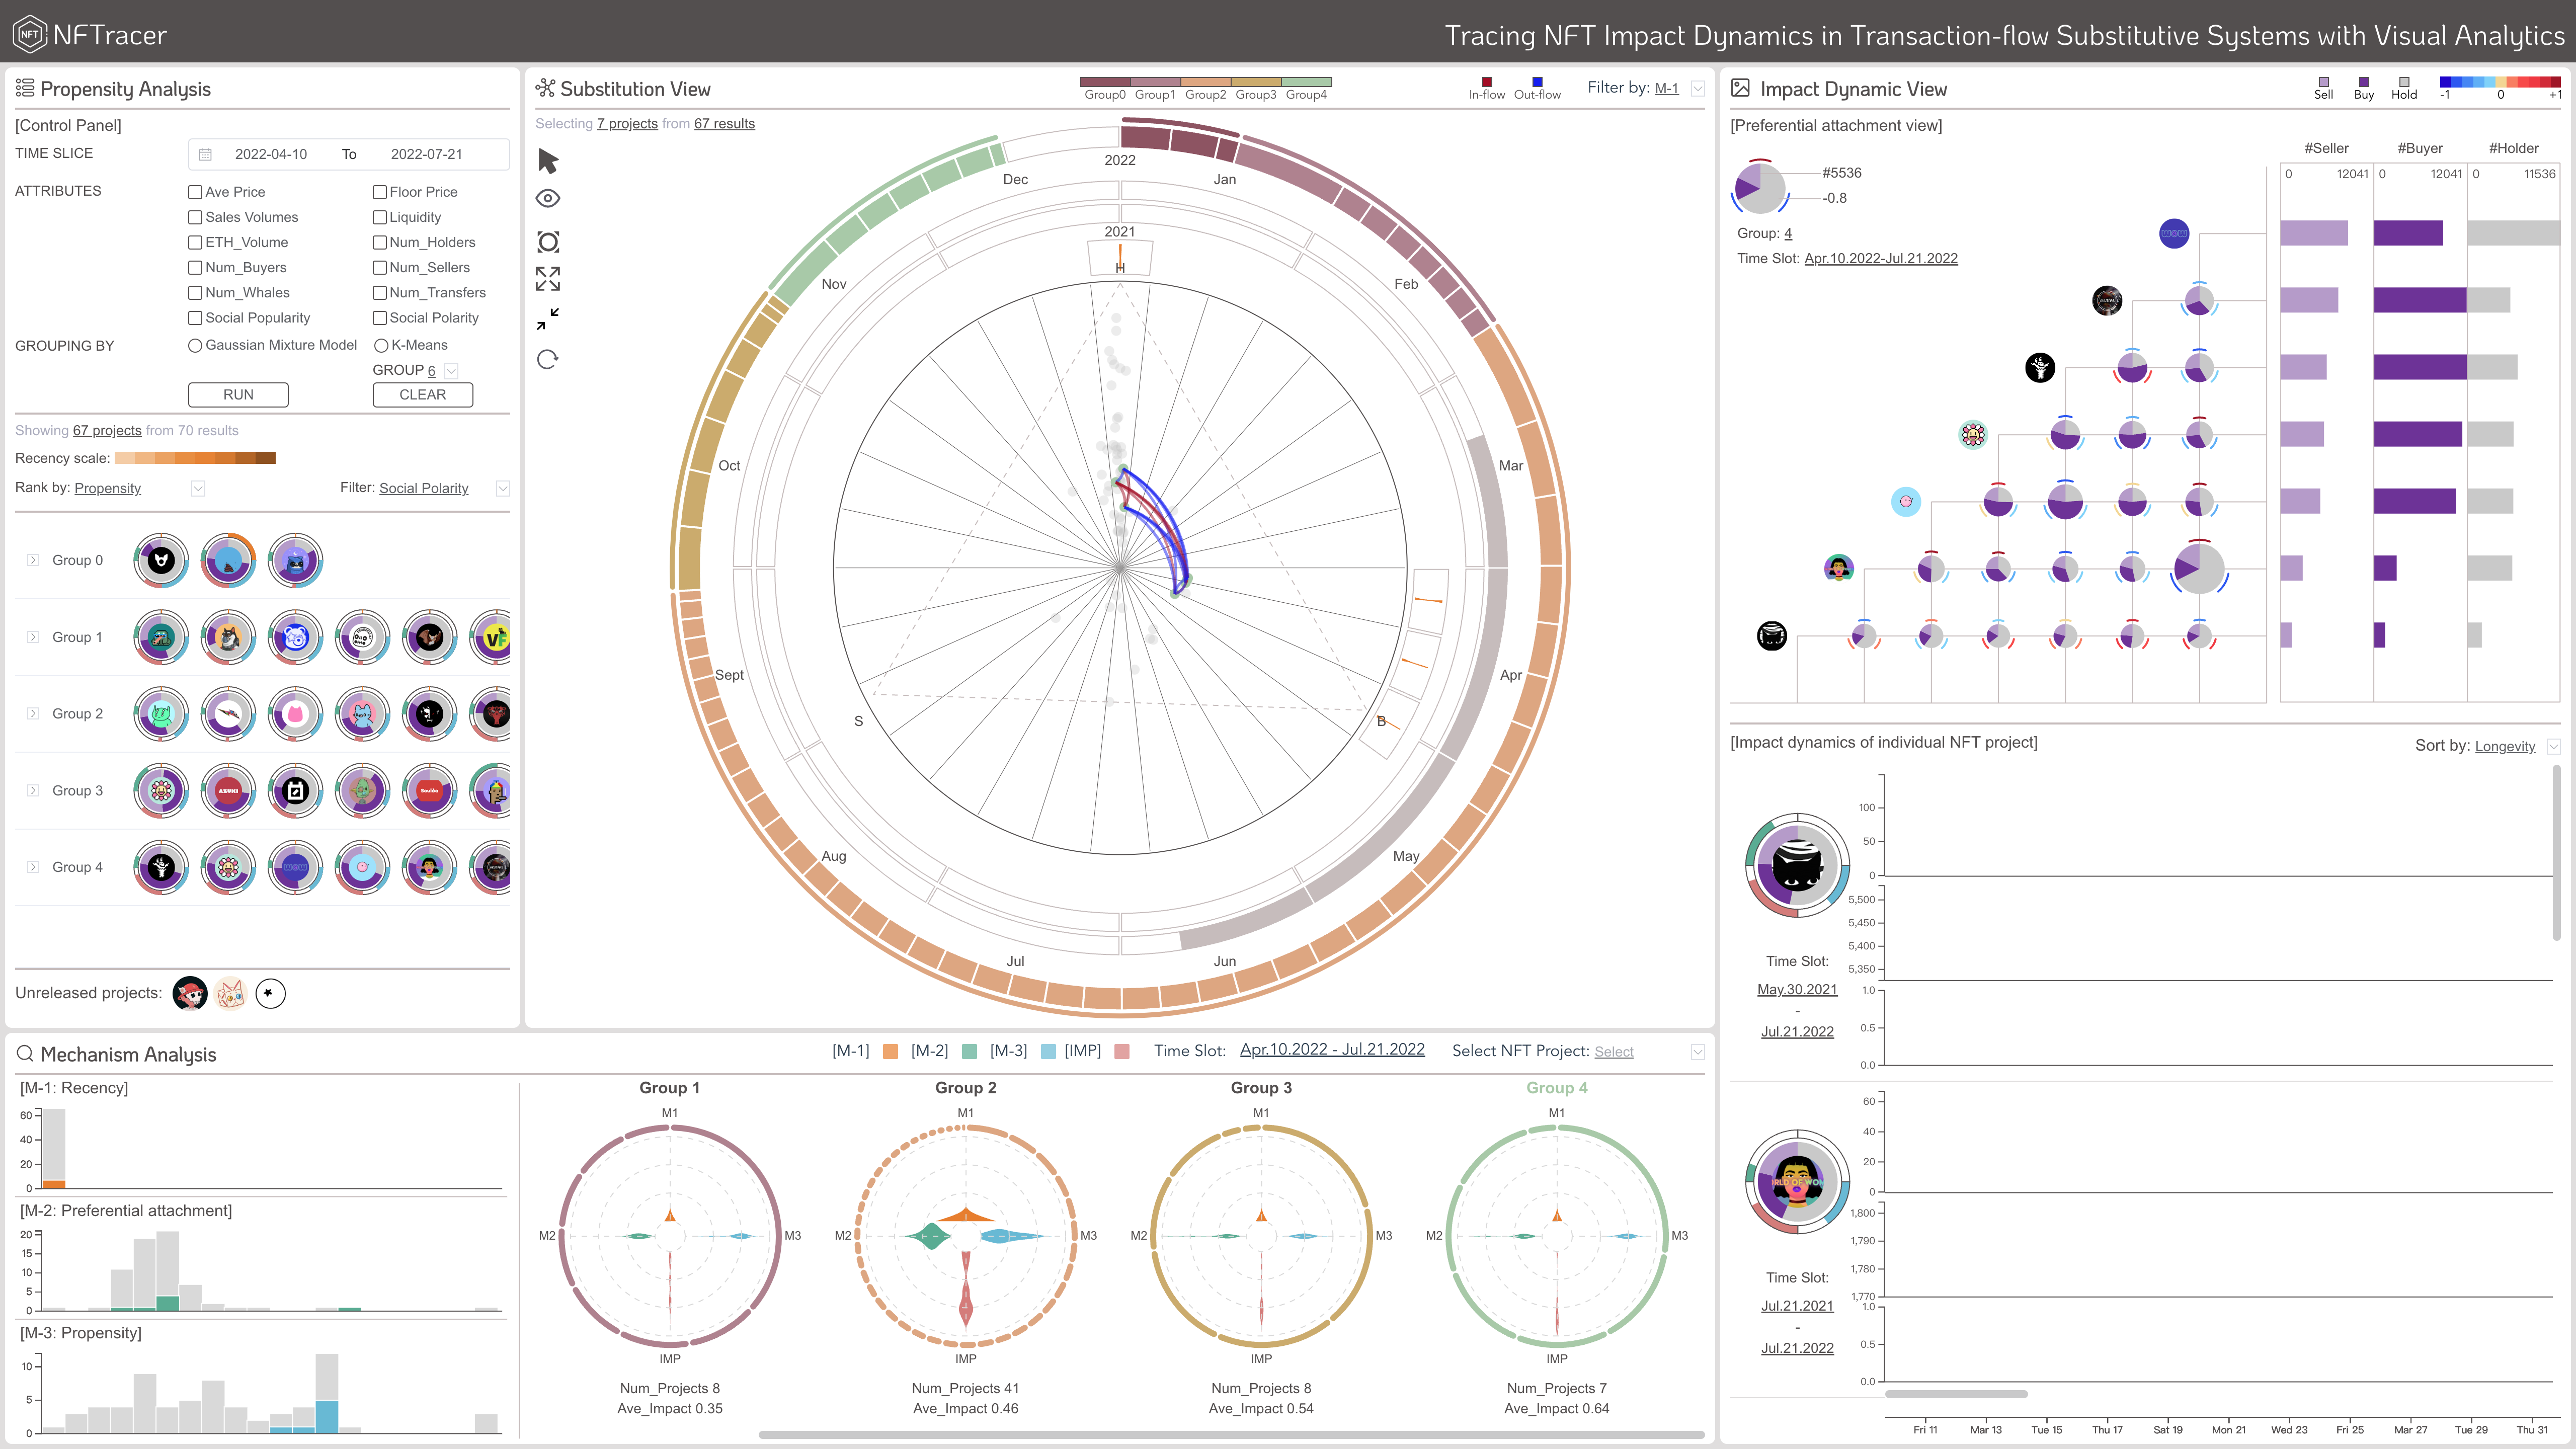 NFT NFTracer
Tracing NFT Impact Dynamics in Transaction-flow Substitutive Systems with Visual Analytics
Propensity Analysis
[Control Panel]
TIME SLICE 2022-04-10 To 2022-07-21
ATTRIBUTES Ave Price Floor Price
Sales Volumes Liquidity
ETH_Volume Num_Holders
Num_Buyers Num_Sellers
Num_Whales Num_Transfers
Social Popularity Social Polarity
GROUPING BY Gaussian Mixture Model K-Means
GROUP 6
RUN CLEAR
Showing 67 projects from 70 results
Recency scale:
Rank by: Propensity Filter: Social Polarity
Group 0
Group 1
VF
Group 2
Group 3
AZUKI
Group 4
Unreleased projects:
Substitution View
Group0 Group1 Group2 Group3 Group4
In-flow Out-flow
Filter by: M-1
Selecting 7 projects from 67 results
2022
Dec Jan
2021
H
Nov Feb
Oct Mar
Sept Apr
S B
Aug May
Jul Jun
Impact Dynamic View
Sell Buy Hold -1 0 +1
[Preferential attachment view]
#5536
-0.8
Group: 4
Time Slot: Apr.10.2022-Jul.21.2022
#Seller #Buyer #Holder
0 12041 0 12041 0 11536
[Impact dynamics of individual NFT project]
Sort by: Longevity
100
50
0
5,500
5,450
5,400
5,350
1.0
0.5
0.0
Time Slot:
May.30.2021
-
Jul.21.2022
60
40
20
0
1,800
1,790
1,780
1,770
1.0
0.5
0.0
Time Slot:
Jul.21.2021
-
Jul.21.2022
Fri 11 Mar 13 Tue 15 Thu 17 Sat 19 Mon 21 Wed 23 Fri 25 Mar 27 Tue 29 Thu 31
Mechanism Analysis
[M-1] [M-2] [M-3] [IMP] Time Slot: Apr.10.2022 - Jul.21.2022 Select NFT Project: Select
[M-1: Recency]
60
40
20
0
[M-2: Preferential attachment]
20
15
10
5
0
[M-3: Propensity]
10
5
0
Group 1
M1
M2 M3
IMP
Num_Projects 8
Ave_Impact 0.35
Group 2
M1
M2 M3
IMP
Num_Projects 41
Ave_Impact 0.46
Group 3
M1
M2 M3
IMP
Num_Projects 8
Ave_Impact 0.54
Group 4
M1
M2 M3
IMP
Num_Projects 7
Ave_Impact 0.64